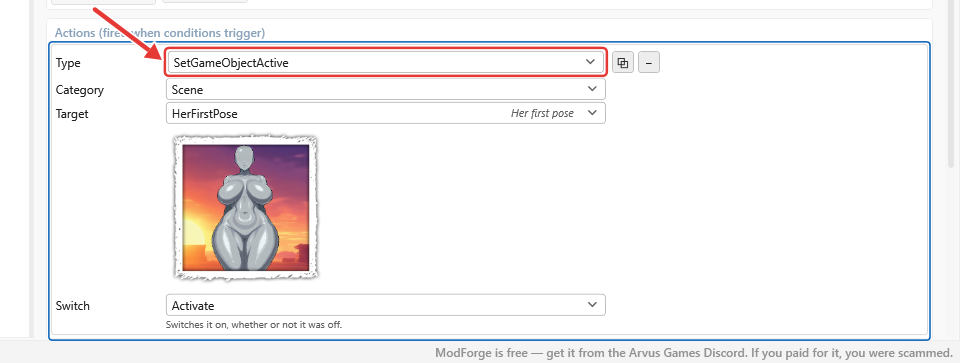 Actions (fires when conditions trigger)
Type
SetGameObjectActive
Category
Scene
Target
HerFirstPose
Her first pose
Switch
Activate
Switches it on, whether or not it was off.
ModForge is free — get it from the Arvus Games Discord. If you paid for it, you were scammed.